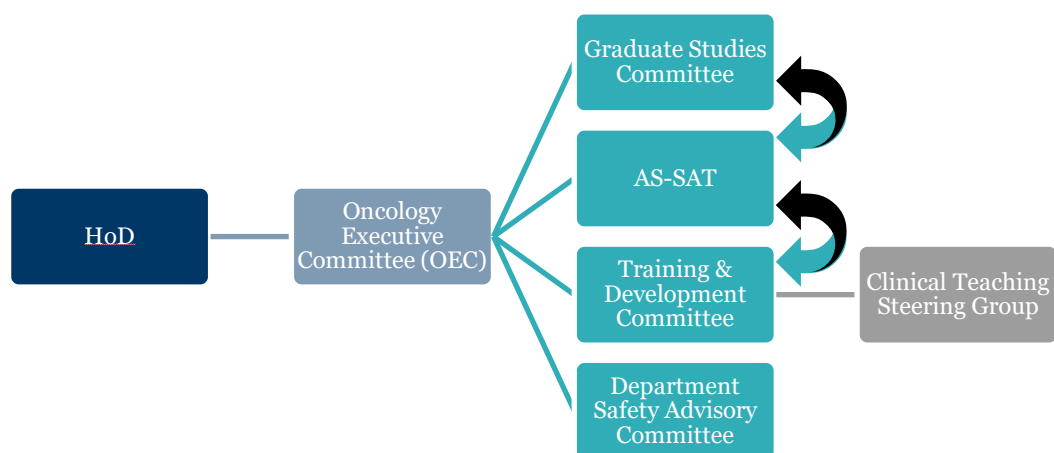 HoD
Oncology
Executive
Committee (OEC)
Graduate Studies
Committee
AS-SAT
Training &
Development
Committee
Department
Safety Advisory
Committee
Clinical Teaching
Steering Group